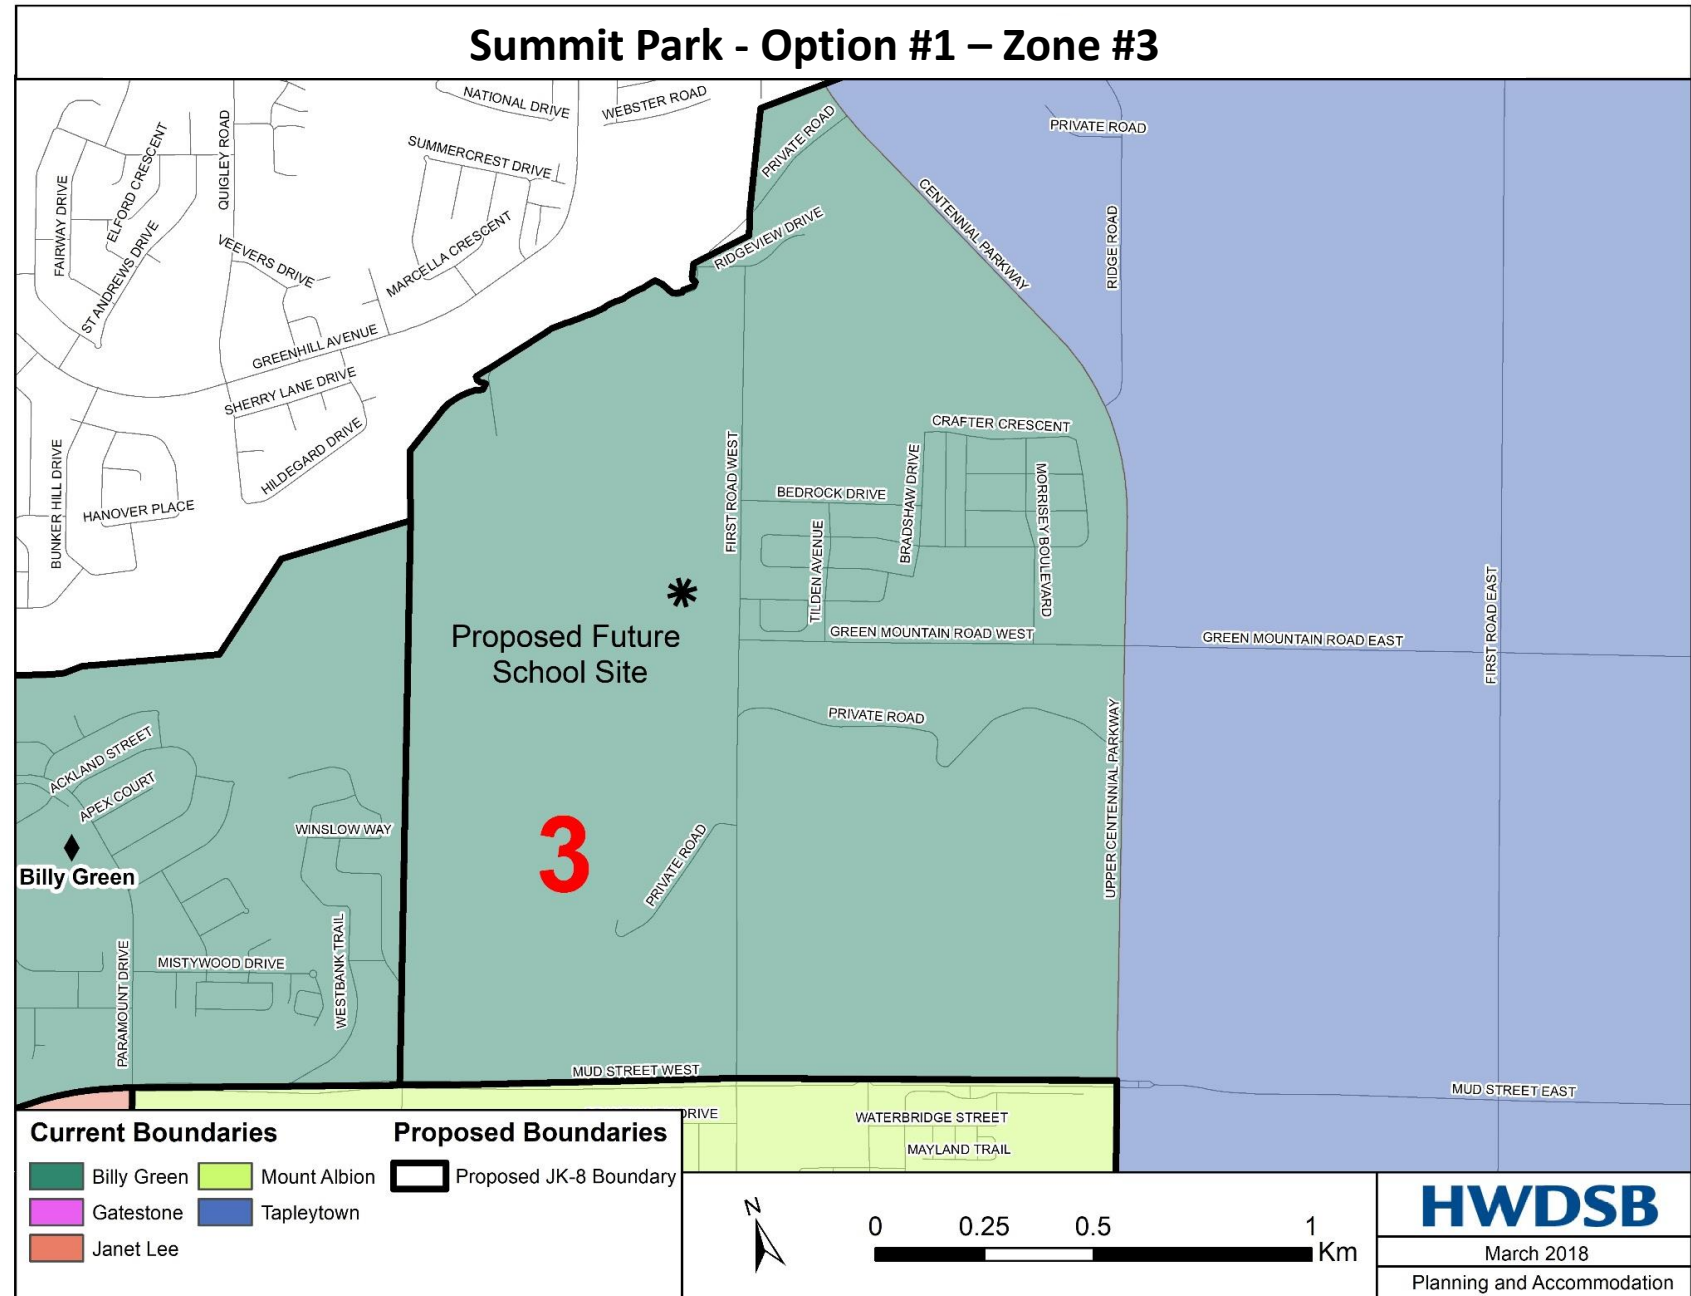 Summit Park - Option #1 – Zone #3
NATIONAL DRIVE
WEBSTER ROAD
PRIVATE ROAD
PRIVATE ROAD
QUIGLEY ROAD
ELFORD CRESCENT
SUMMERCREST DRIVE
FAIRWAY DRIVE
CENTENNIAL PARKWAY
RIDGE ROAD
ST ANDREWS DRIVE
VEEVERS DRIVE
MARCELLA CRESCENT
RIDGEVIEW DRIVE
GREENHILL AVENUE
SHERRY LANE DRIVE
HILDEGARD DRIVE
BUNKER HILL DRIVE
HANOVER PLACE
FIRST ROAD WEST
CRAFTER CRESCENT
BEDROCK DRIVE
BRADSHAW DRIVE
MORRISEY BOULEVARD
TILDEN AVENUE
FIRST ROAD EAST
Proposed Future
School Site
GREEN MOUNTAIN ROAD WEST
GREEN MOUNTAIN ROAD EAST
PRIVATE ROAD
UPPER CENTENNIAL PARKWAY
ACKLAND STREET
APEX COURT
WINSLOW WAY
3
PRIVATE ROAD
Billy Green
PARAMOUNT DRIVE
MISTYWOOD DRIVE
WESTBANK TRAIL
MUD STREET WEST
MUD STREET EAST
DRIVE
WATERBRIDGE STREET
MAYLAND TRAIL
Current Boundaries
Billy Green
Mount Albion
Gatestone
Tapleytown
Janet Lee
Proposed Boundaries
Proposed JK-8 Boundary
N
0 0.25 0.5 1
Km
HWDSB
March 2018
Planning and Accommodation